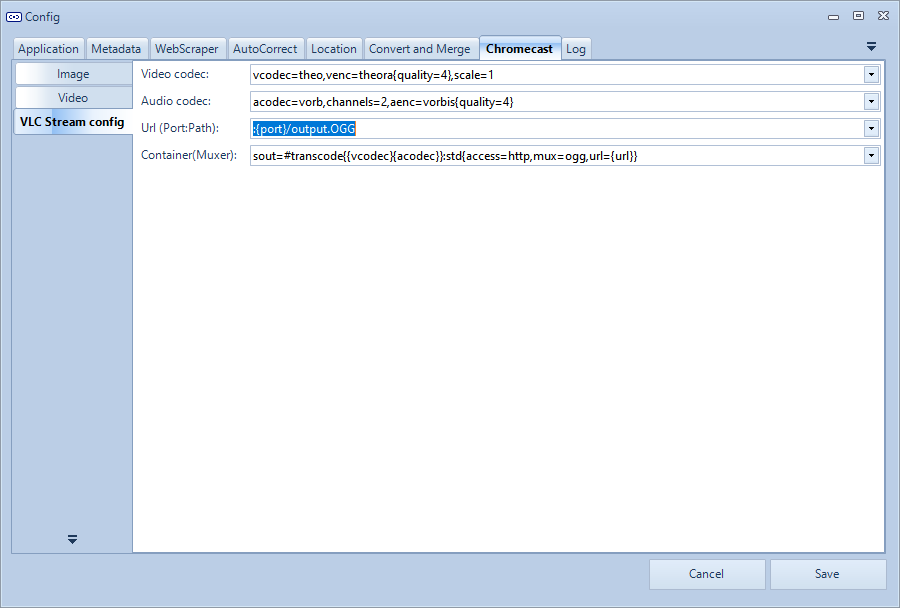 Config
Application Metadata WebScraper AutoCorrect Location Convert and Merge Chromecast Log
Image
Video
VLC Stream config
Video codec: vcodec=theo,venc=theora{quality=4},scale=1
Audio codec: acodec=vorb,channels=2,aenc=vorbis{quality=4}
Url (Port:Path): :{port}/output.OGG
Container(Muxer): sout=#transcode{{vcodec}{acodec}}:std{access=http,mux=ogg,url={url}}
Cancel Save